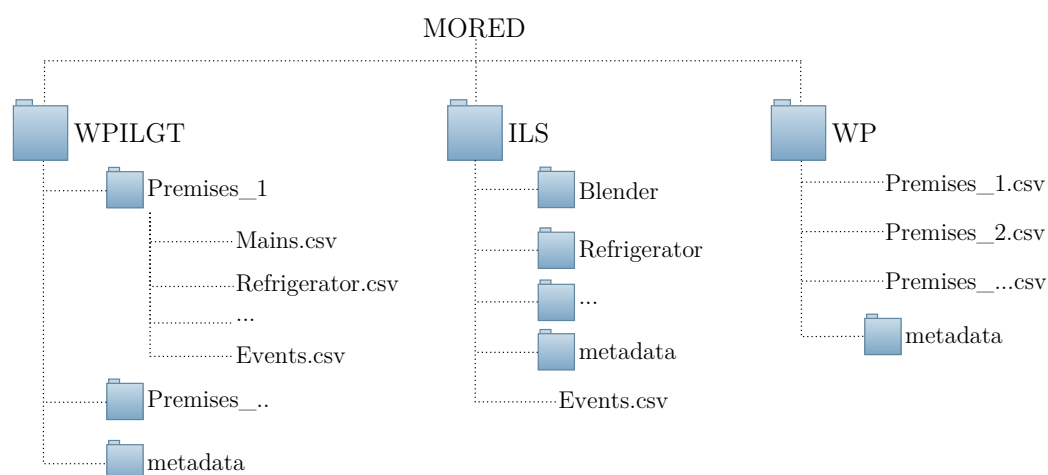 MORED
WPILGT
Premises_1
Mains.csv
Refrigerator.csv
...
Events.csv
Premises_..
metadata
ILS
Blender
Refrigerator
...
metadata
Events.csv
WP
Premises_1.csv
Premises_2.csv
Premises_...csv
metadata